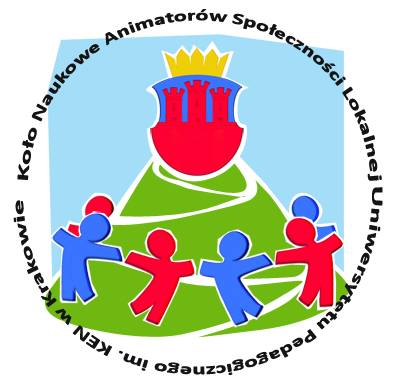 Koło Naukowe Animatorów Społeczności Lokalnej Uniwersytetu Pedagogicznego im. KEN w Krakowie